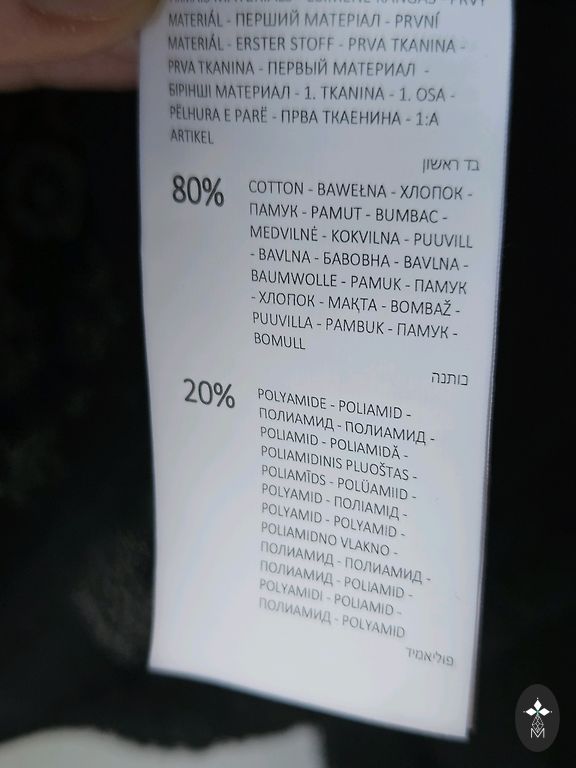 MATERIÁL - ПЕРШИЙ МАТЕРІАЛ - PRVNÍ
MATERIÁL - ERSTER STOFF - PRVA TKANINA -
PRVA TKANINA - ПЕРВЫЙ МАТЕРИАЛ -
БІРІНШІ МАТЕРИАЛ - 1. TKANINA - 1. OSA -
PËLHURA E PARË - ПРВА ТКАЕНИНА - 1:A
ARTIKEL
בד ראשון
80% COTTON - BAWEŁNA - ХЛОПОК -
ПАМУК - PAMUT - BUMBAC -
MEDVILNĖ - KOKVILNA - PUUVILL
- BAVLNA - БАВОВНА - BAVLNA -
BAUMWOLLE - PAMUK - ПАМУК
- ХЛОПОК - МАҚТА - BOMBAŽ -
PUUVILLA - PAMBUK - ПАМУК -
BOMULL
כותנה
20% POLYAMIDE - POLIAMID -
ПОЛИАМИД - ПОЛИАМИД -
POLIAMID - POLIAMIDĂ -
POLIAMIDINIS PLUOŠTAS -
POLIAMĪDS - POLÜAMIID -
POLYAMID - ПОЛІАМІД -
POLYAMID - POLYAMID -
POLIAMIDNO VLAKNO -
ПОЛИАМИД - ПОЛИАМИД -
ПОЛИАМИД - POLIAMID -
POLYAMIDI - POLIAMID -
ПОЛИАМИД - POLYAMID
פוליאמיד